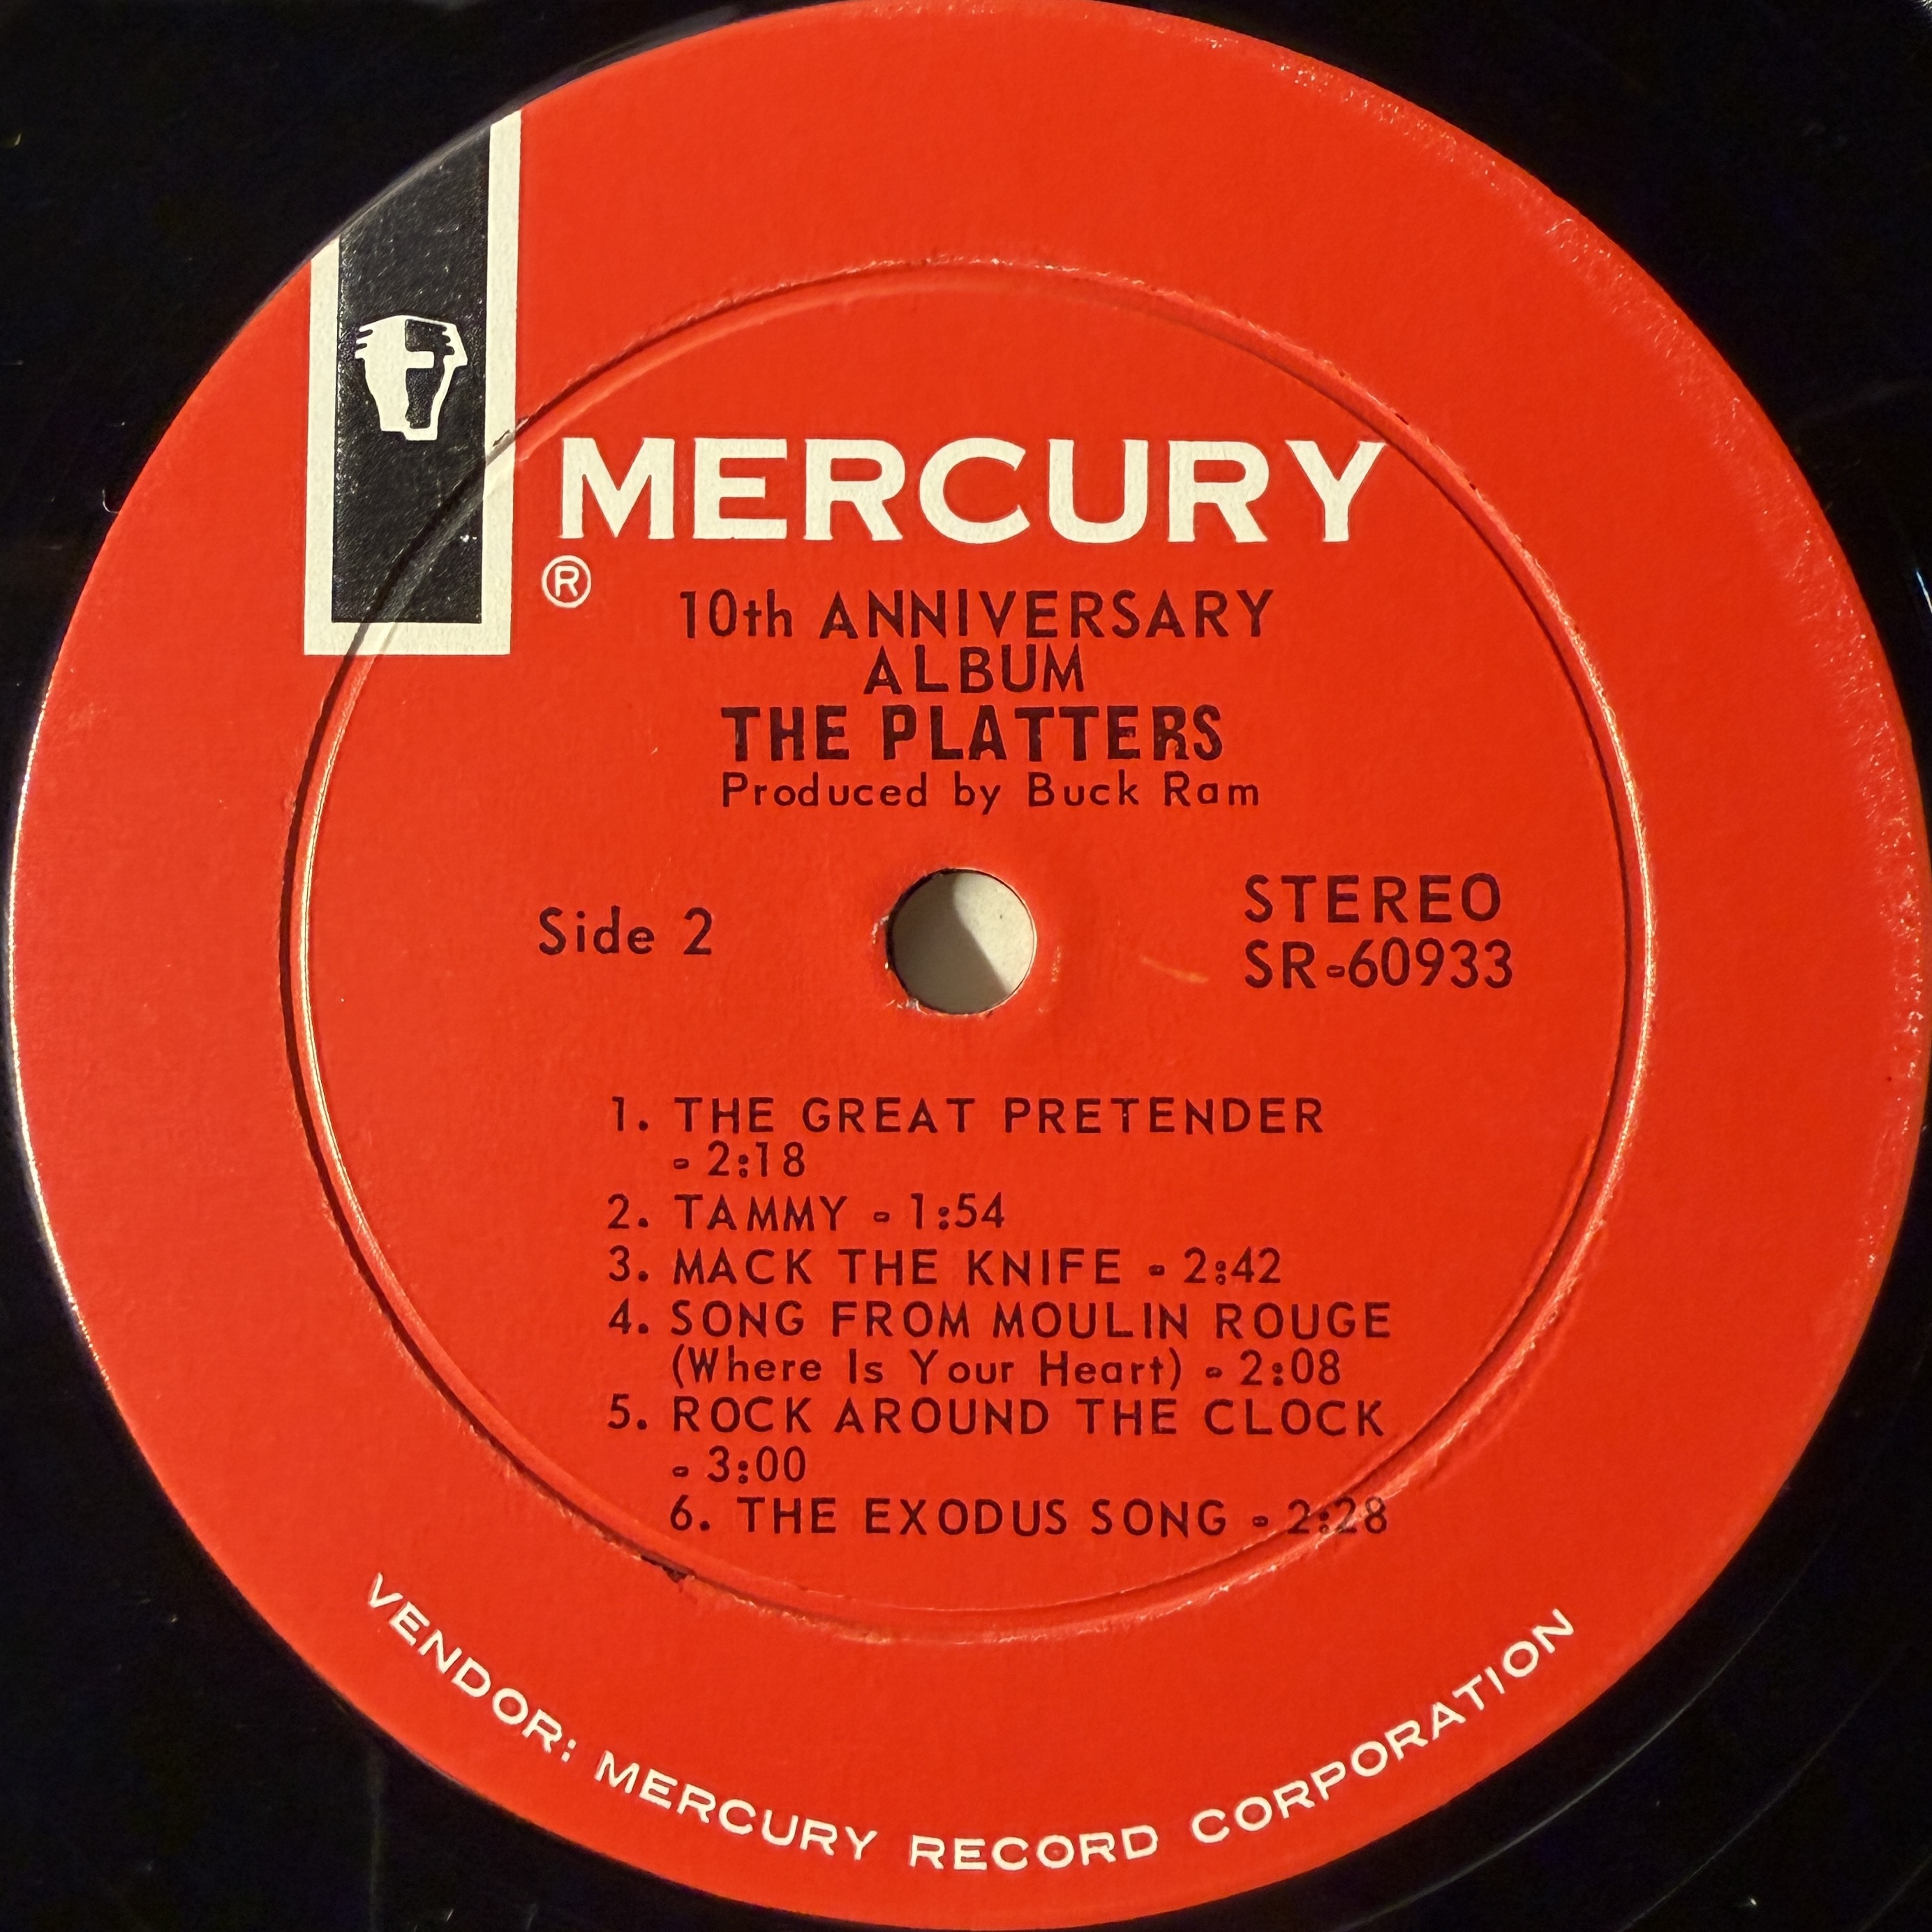 MERCURY
®
10th ANNIVERSARY
ALBUM
THE PLATTERS
Produced by Buck Ram
Side 2
STEREO
SR-60933
1. THE GREAT PRETENDER
- 2:18
2. TAMMY - 1:54
3. MACK THE KNIFE - 2:42
4. SONG FROM MOULIN ROUGE
(Where Is Your Heart) - 2:08
5. ROCK AROUND THE CLOCK
- 3:00
6. THE EXODUS SONG - 2:28
VENDOR: MERCURY RECORD CORPORATION